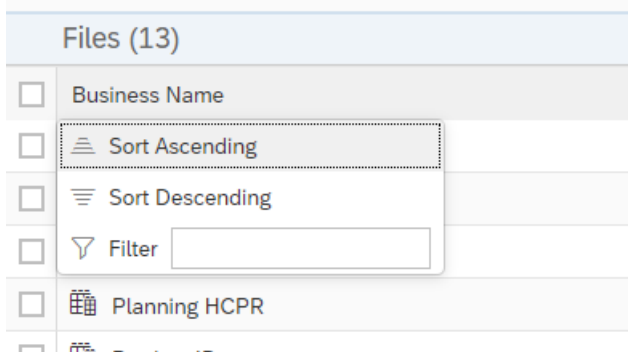 Files (13)
Business Name
Sort Ascending
Sort Descending
Filter
Planning HCPR